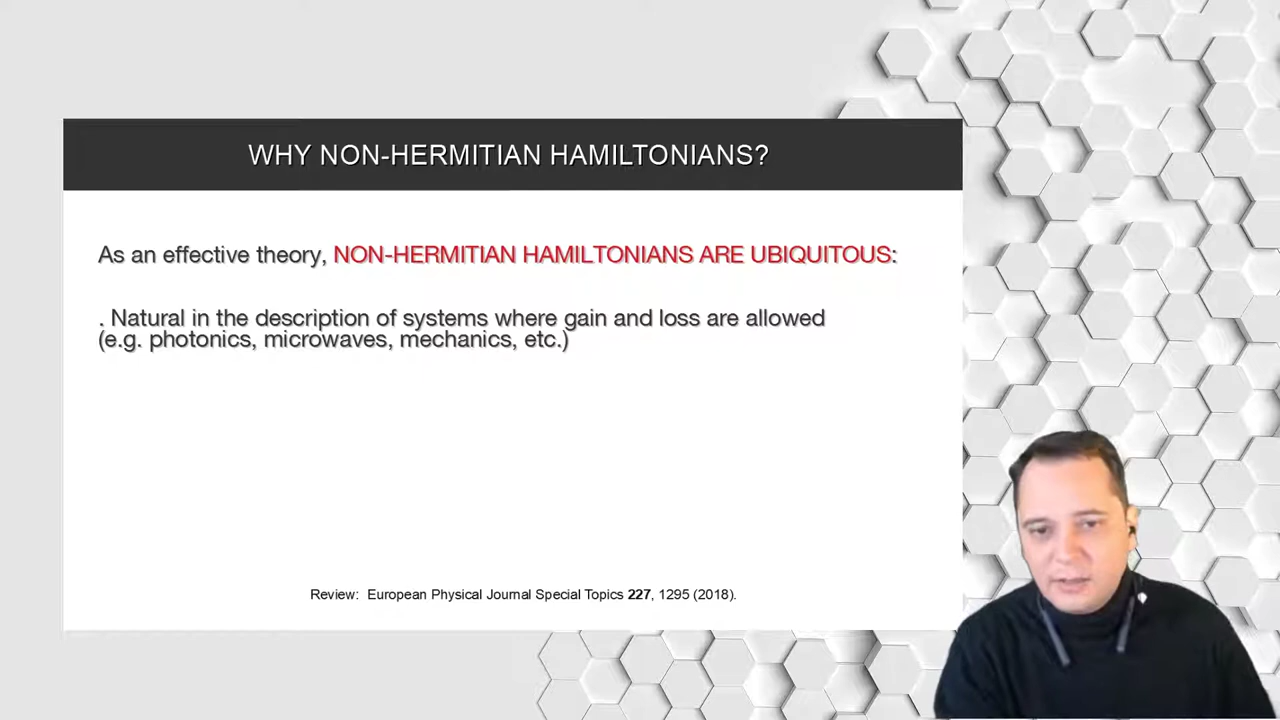 WHY NON-HERMITIAN HAMILTONIANS?
As an effective theory, NON-HERMITIAN HAMILTONIANS ARE UBIQUITOUS:
. Natural in the description of systems where gain and loss are allowed
(e.g. photonics, microwaves, mechanics, etc.)
Review: European Physical Journal Special Topics 227, 1295 (2018).